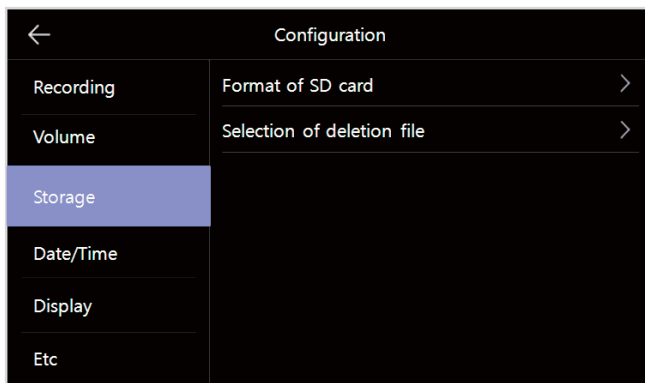 Configuration
Recording
Volume
Storage
Date/Time
Display
Etc
Format of SD card
Selection of deletion file